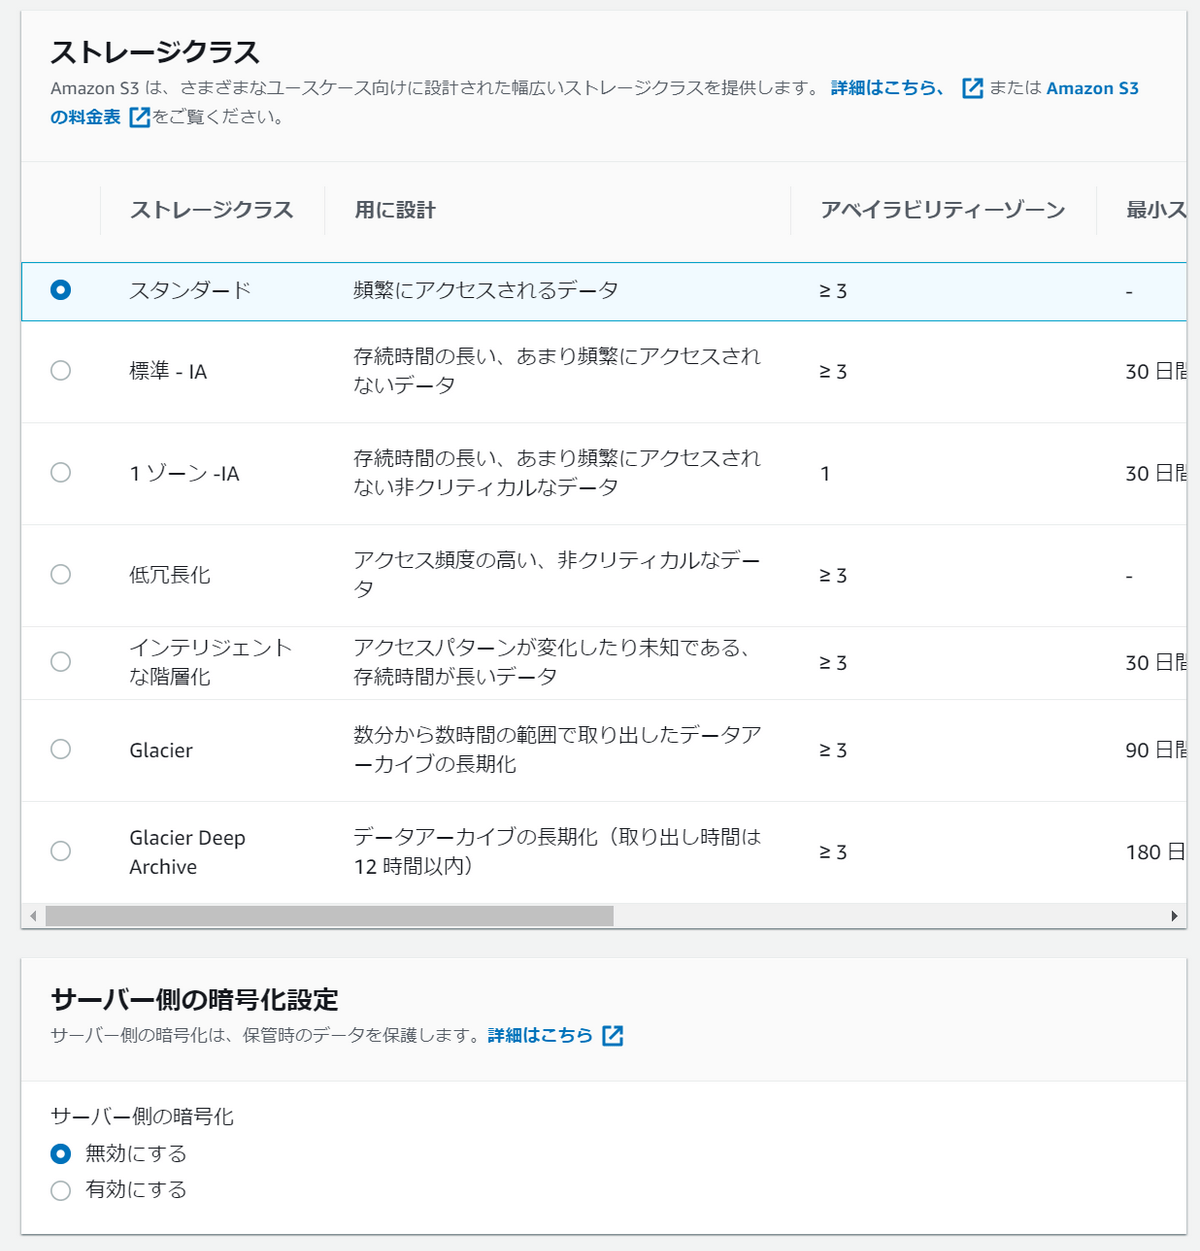 ストレージクラス
Amazon S3 は、さまざまなユースケース向けに設計された幅広いストレージクラスを提供します。 詳細はこちら、 または Amazon S3
の料金表 をご覧ください。
ストレージクラス 用に設計 アベイラビリティーゾーン 最小ス
スタンダード 頻繁にアクセスされるデータ ≥ 3 -
標準 - IA 存続時間の長い、あまり頻繁にアクセスされ
ないデータ ≥ 3 30 日間
1 ゾーン -IA 存続時間の長い、あまり頻繁にアクセスされ
ない非クリティカルなデータ 1 30 日間
低冗長化 アクセス頻度の高い、非クリティカルなデー
タ ≥ 3 -
インテリジェント
な階層化 アクセスパターンが変化したり未知である、
存続時間が長いデータ ≥ 3 30 日間
Glacier 数分から数時間の範囲で取り出したデータア
ーカイブの長期化 ≥ 3 90 日間
Glacier Deep
Archive データアーカイブの長期化（取り出し時間は
12 時間以内） ≥ 3 180 日
サーバー側の暗号化設定
サーバー側の暗号化は、保管時のデータを保護します。詳細はこちら
サーバー側の暗号化
無効にする
有効にする